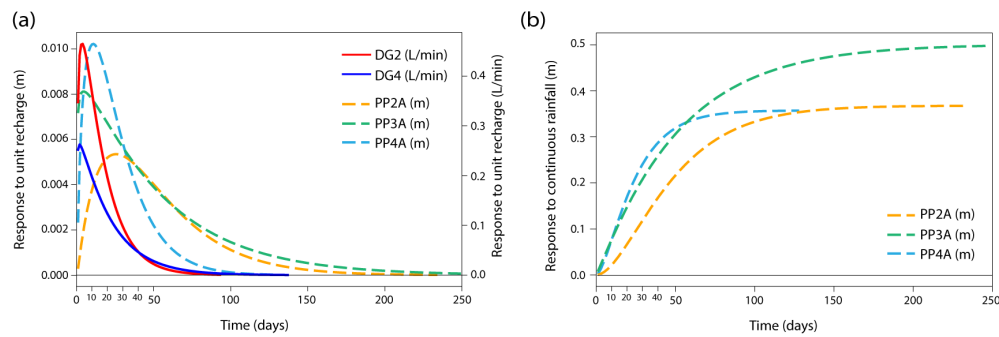 (a)
Response to unit recharge (m)
0.010
0.008
0.006
0.004
0.002
0.000
DG2 (L/min)
DG4 (L/min)
PP2A (m)
PP3A (m)
PP4A (m)
0.4
0.3
0.2
0.1
0.0
Response to unit recharge (L/min)
0 10 20 30 40 50 100 150 200 250
Time (days)
(b)
Response to continuous rainfall (m)
0.5
0.4
0.3
0.2
0.1
0.0
PP2A (m)
PP3A (m)
PP4A (m)
0 10 20 30 40 50 100 150 200 250
Time (days)